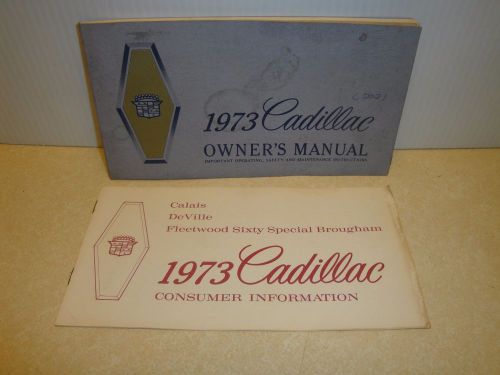 1973 Cadillac
OWNER'S MANUAL
IMPORTANT OPERATING, SAFETY AND MAINTENANCE INSTRUCTIONS
Calais
DeVille
Fleetwood Sixty Special Brougham
1973 Cadillac
CONSUMER INFORMATION